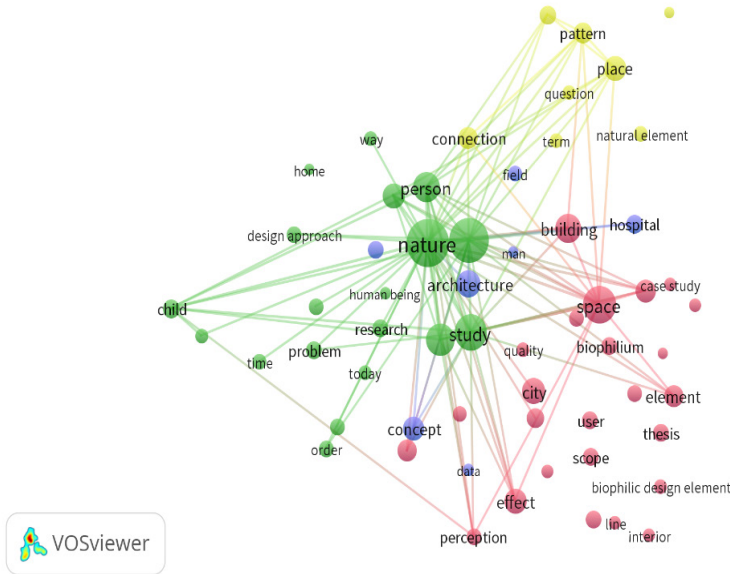 pattern
place
question
connection
term
natural element
way
home
field
person
design approach
building
hospital
nature
man
architecture
case study
human being
child
space
research
study
problem
quality
biophilium
time
today
city
element
user
concept
thesis
order
scope
data
biophilic design element
effect
line
interior
perception
VOSviewer